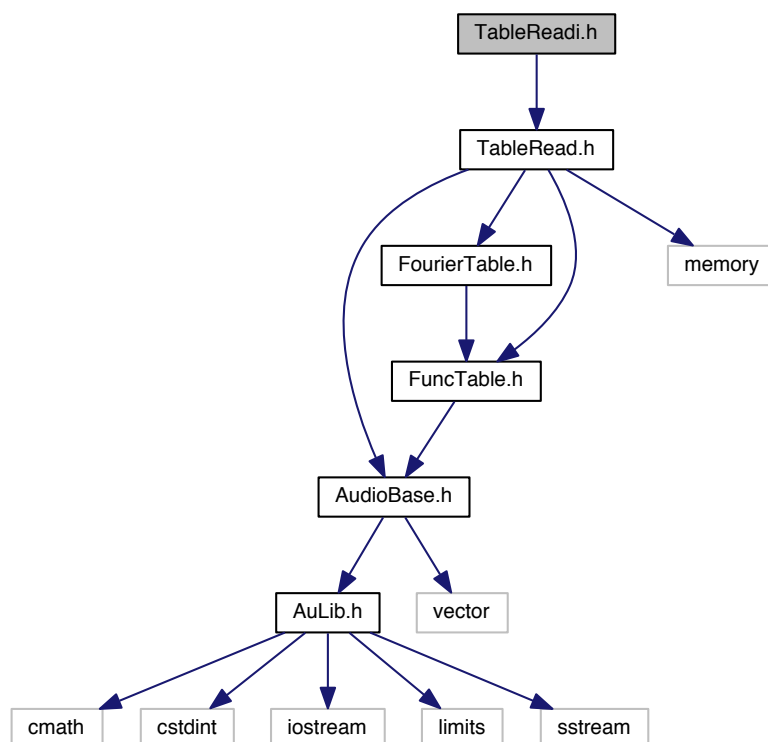 TableReadi.h
TableRead.h
FourierTable.h
memory
FuncTable.h
AudioBase.h
AuLib.h
vector
cmath
cstdint
iostream
limits
sstream